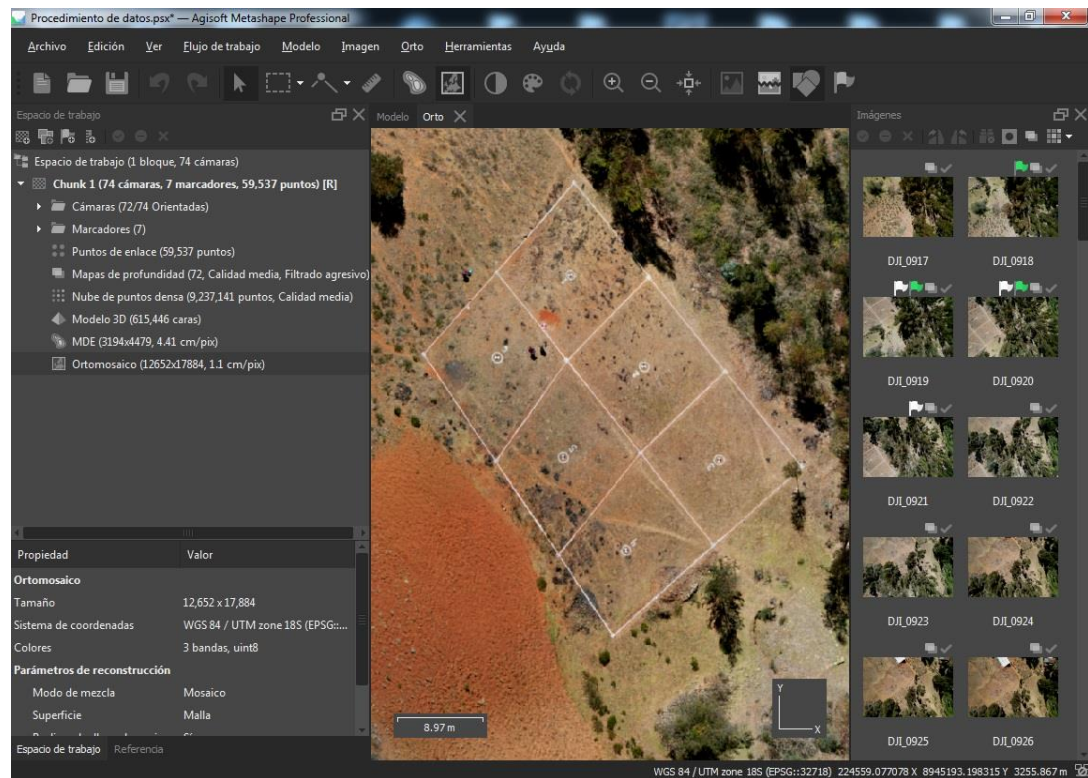 Procedimiento de datos.psx* — Agisoft Metashape Professional
Archivo Edición Ver Flujo de trabajo Modelo Imagen Orto Herramientas Ayuda
Espacio de trabajo
Espacio de trabajo (1 bloque, 74 cámaras)
Chunk 1 (74 cámaras, 7 marcadores, 59,537 puntos) [R]
Cámaras (72/74 Orientadas)
Marcadores (7)
Puntos de enlace (59,537 puntos)
Mapas de profundidad (72, Calidad media, Filtrado agresivo)
Nube de puntos densa (9,237,141 puntos, Calidad media)
Modelo 3D (615,446 caras)
MDE (3194x4479, 4.41 cm/pix)
Ortomosaico (12652x17884, 1.1 cm/pix)
Propiedad Valor
Ortomosaico
Tamaño 12,652 x 17,884
Sistema de coordenadas WGS 84 / UTM zone 18S (EPSG::...
Colores 3 bandas, uint8
Parámetros de reconstrucción
Modo de mezcla Mosaico
Superficie Malla
Espacio de trabajo Referencia
Modelo Orto
8.97 m
Y
X
Imágenes
DJI_0917 DJI_0918
DJI_0919 DJI_0920
DJI_0921 DJI_0922
DJI_0923 DJI_0924
DJI_0925 DJI_0926
WGS 84 / UTM zone 18S (EPSG::32718) 224559.077078 X 8945193.198315 Y 3255.867 m